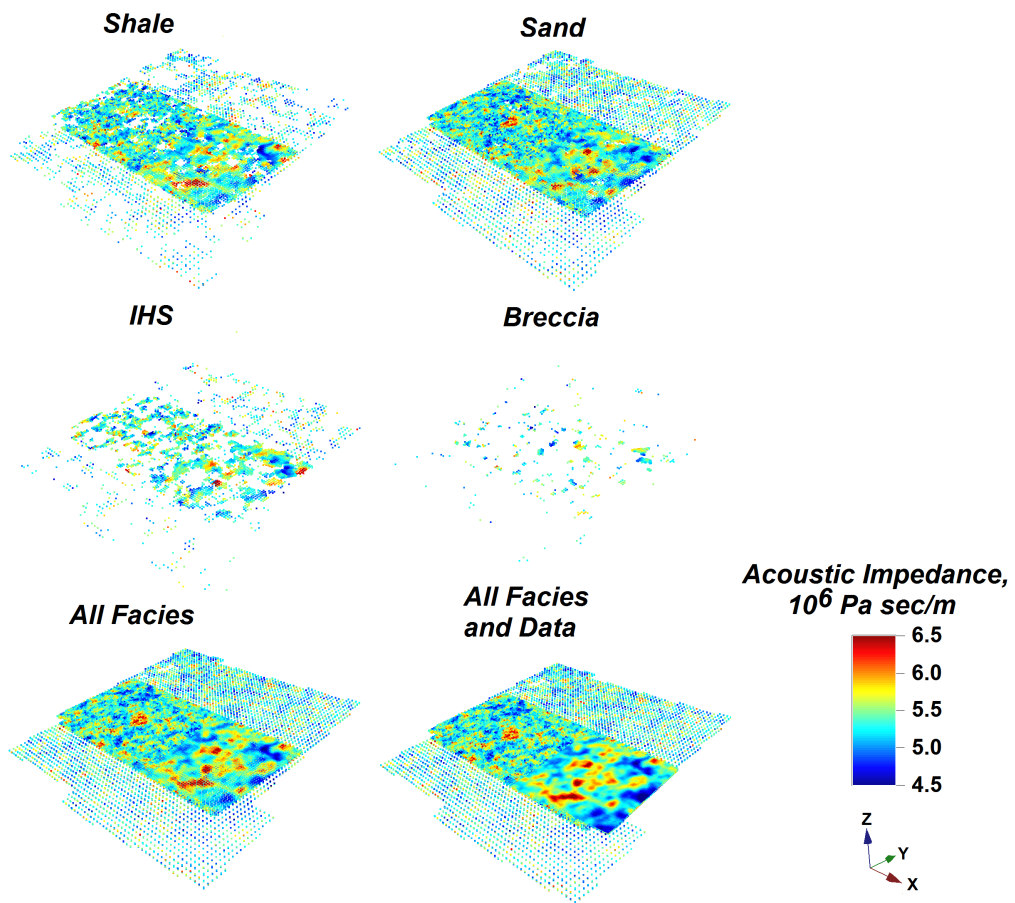 Shale
Sand
IHS
Breccia
All Facies
All Facies
and Data
Acoustic Impedance,
10⁶ Pa sec/m
6.5
6.0
5.5
5.0
4.5
Z
Y
X